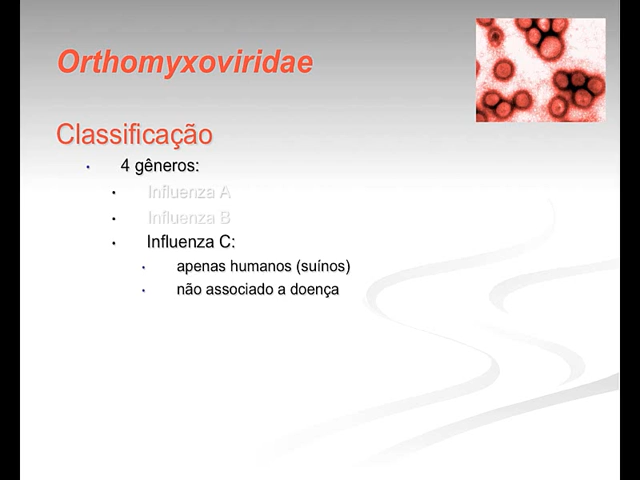 Orthomyxoviridae
Classificação
• 4 gêneros:
• Influenza A
• Influenza B
• Influenza C:
• apenas humanos (suínos)
• não associado a doença